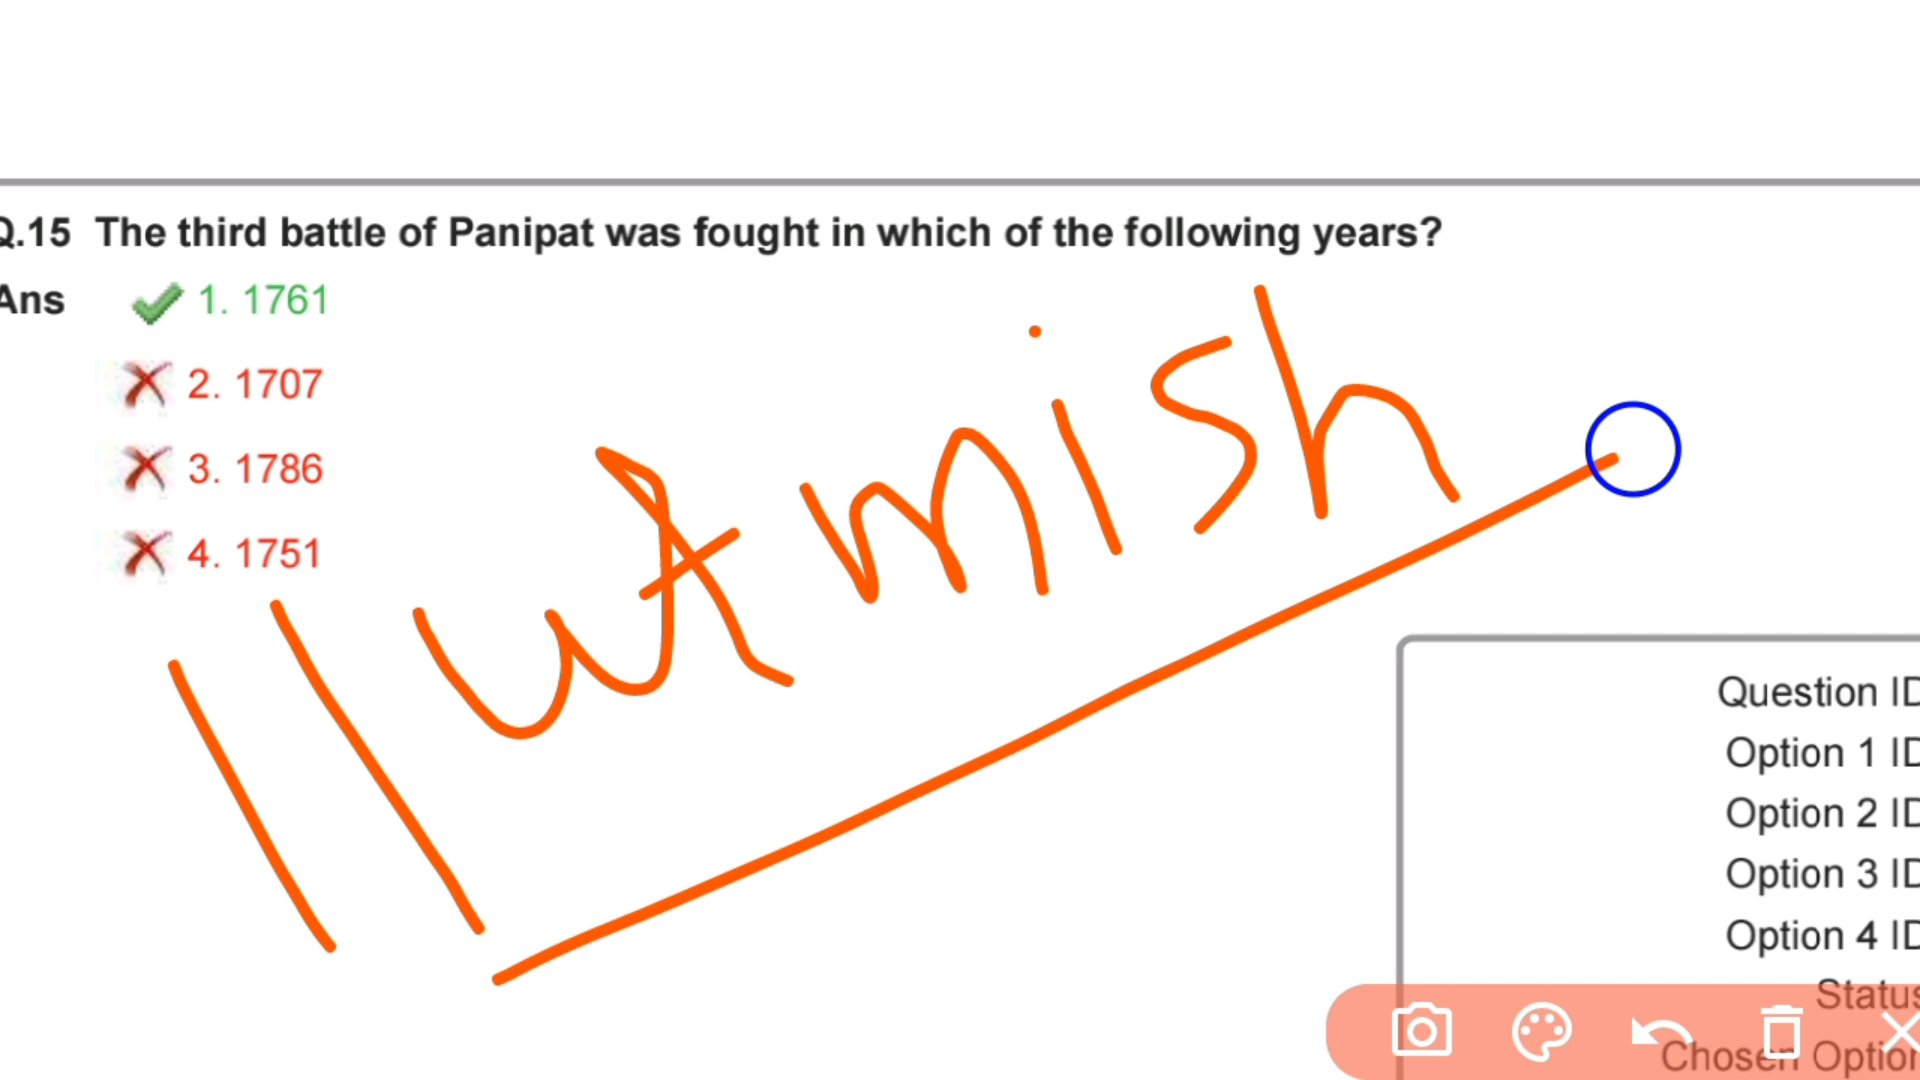 Q.15 The third battle of Panipat was fought in which of the following years?
Ans 1. 1761
2. 1707
3. 1786
4. 1751
Ilutmish
Question ID
Option 1 ID
Option 2 ID
Option 3 ID
Option 4 ID
Status
Chosen Option